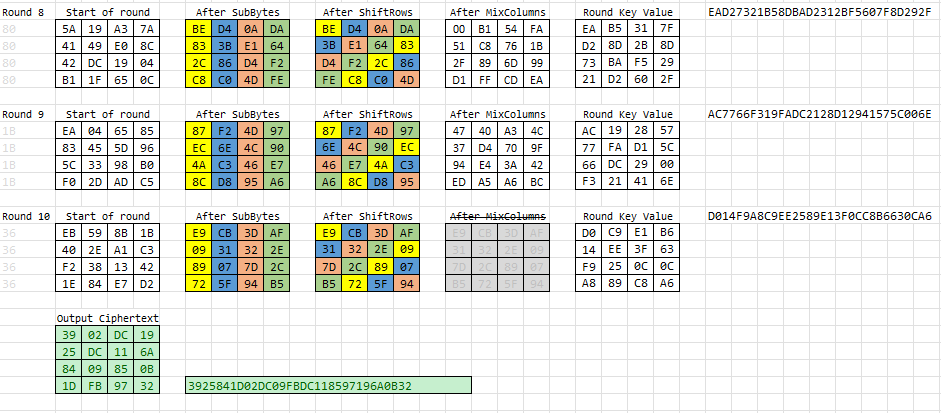 Round 8 Start of round After SubBytes After ShiftRows After MixColumns Round Key Value EAD27321B58DBAD2312BF5607F8D292F
80 5A 19 A3 7A BE D4 0A DA BE D4 0A DA 00 B1 54 FA EA B5 31 7F
80 41 49 E0 8C 83 3B E1 64 3B E1 64 83 51 C8 76 1B D2 8D 2B 8D
80 42 DC 19 04 2C 86 D4 F2 D4 F2 2C 86 2F 89 6D 99 73 BA F5 29
80 B1 1F 65 0C C8 C0 4D FE FE C8 C0 4D D1 FF CD EA 21 D2 60 2F
Round 9 Start of round After SubBytes After ShiftRows After MixColumns Round Key Value AC7766F319FADC2128D12941575C006E
1B EA 04 65 85 87 F2 4D 97 87 F2 4D 97 47 40 A3 4C AC 19 28 57
1B 83 45 5D 96 EC 6E 4C 90 6E 4C 90 EC 37 D4 70 9F 77 FA D1 5C
1B 5C 33 98 B0 4A C3 46 E7 46 E7 4A C3 94 E4 3A 42 66 DC 29 00
1B F0 2D AD C5 8C D8 95 A6 A6 8C D8 95 ED A5 A6 BC F3 21 41 6E
Round 10 Start of round After SubBytes After ShiftRows After MixColumns Round Key Value D014F9A8C9EE2589E13F0CC8B6630CA6
36 EB 59 8B 1B E9 CB 3D AF E9 CB 3D AF E9 CB 3D AF D0 C9 E1 B6
36 40 2E A1 C3 09 31 32 2E 31 32 2E 09 31 32 2E 09 14 EE 3F 63
36 F2 38 13 42 89 07 7D 2C 7D 2C 89 07 7D 2C 89 07 F9 25 0C 0C
36 1E 84 E7 D2 72 5F 94 B5 B5 72 5F 94 B5 72 5F 94 A8 89 C8 A6
Output Ciphertext
39 02 DC 19
25 DC 11 6A
84 09 85 0B
1D FB 97 32 3925841D02DC09FBDC118597196A0B32